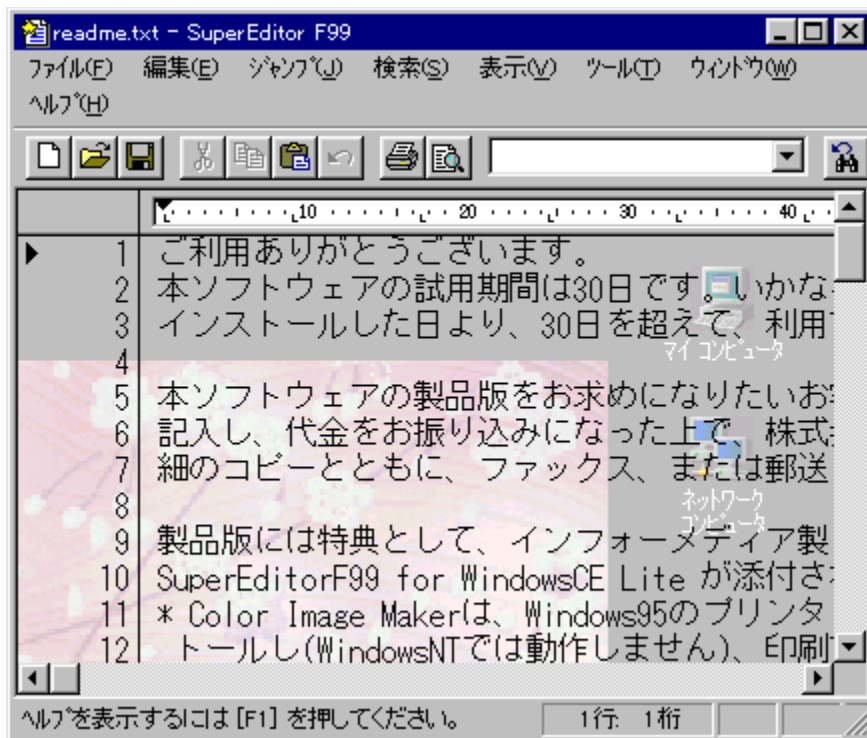 readme.txt - SuperEditor F99
ﾌｧｲﾙ(F) 編集(E) ｼﾞｬﾝﾌﾟ(J) 検索(S) 表示(V) ﾂｰﾙ(T) ｳｨﾝﾄﾞｳ(W)
ﾍﾙﾌﾟ(H)
10 20 30 40
1 ご利用ありがとうございます。
2 本ソフトウェアの試用期間は30日です。いかな
3 インストールした日より、30日を超えて、利用
マイ コンピュータ
4
5 本ソフトウェアの製品版をお求めになりたいお
6 記入し、代金をお振り込みになった上で、株式
7 細のコピーとともに、ファックス、または郵送
ネットワーク
コンピュータ
8
9 製品版には特典として、インフォーメディア製
10 SuperEditorF99 for WindowsCE Lite が添付さ
11 * Color Image Makerは、Windows95のプリンタ
12 トールし(WindowsNTでは動作しません)、印刷
ﾍﾙﾌﾟを表示するには [F1] を押してください。 1行: 1桁